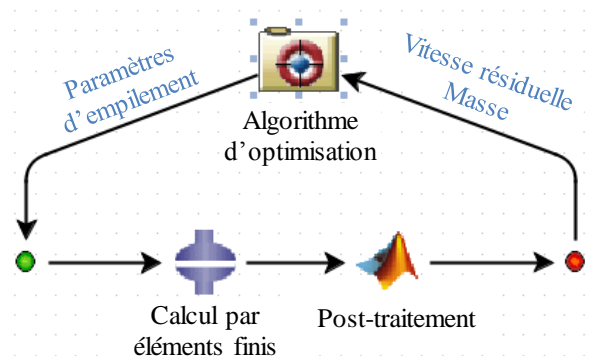 Paramètres
d'empilement
Vitesse résiduelle
Masse
Algorithme
d'optimisation
Calcul par
éléments finis
Post-traitement